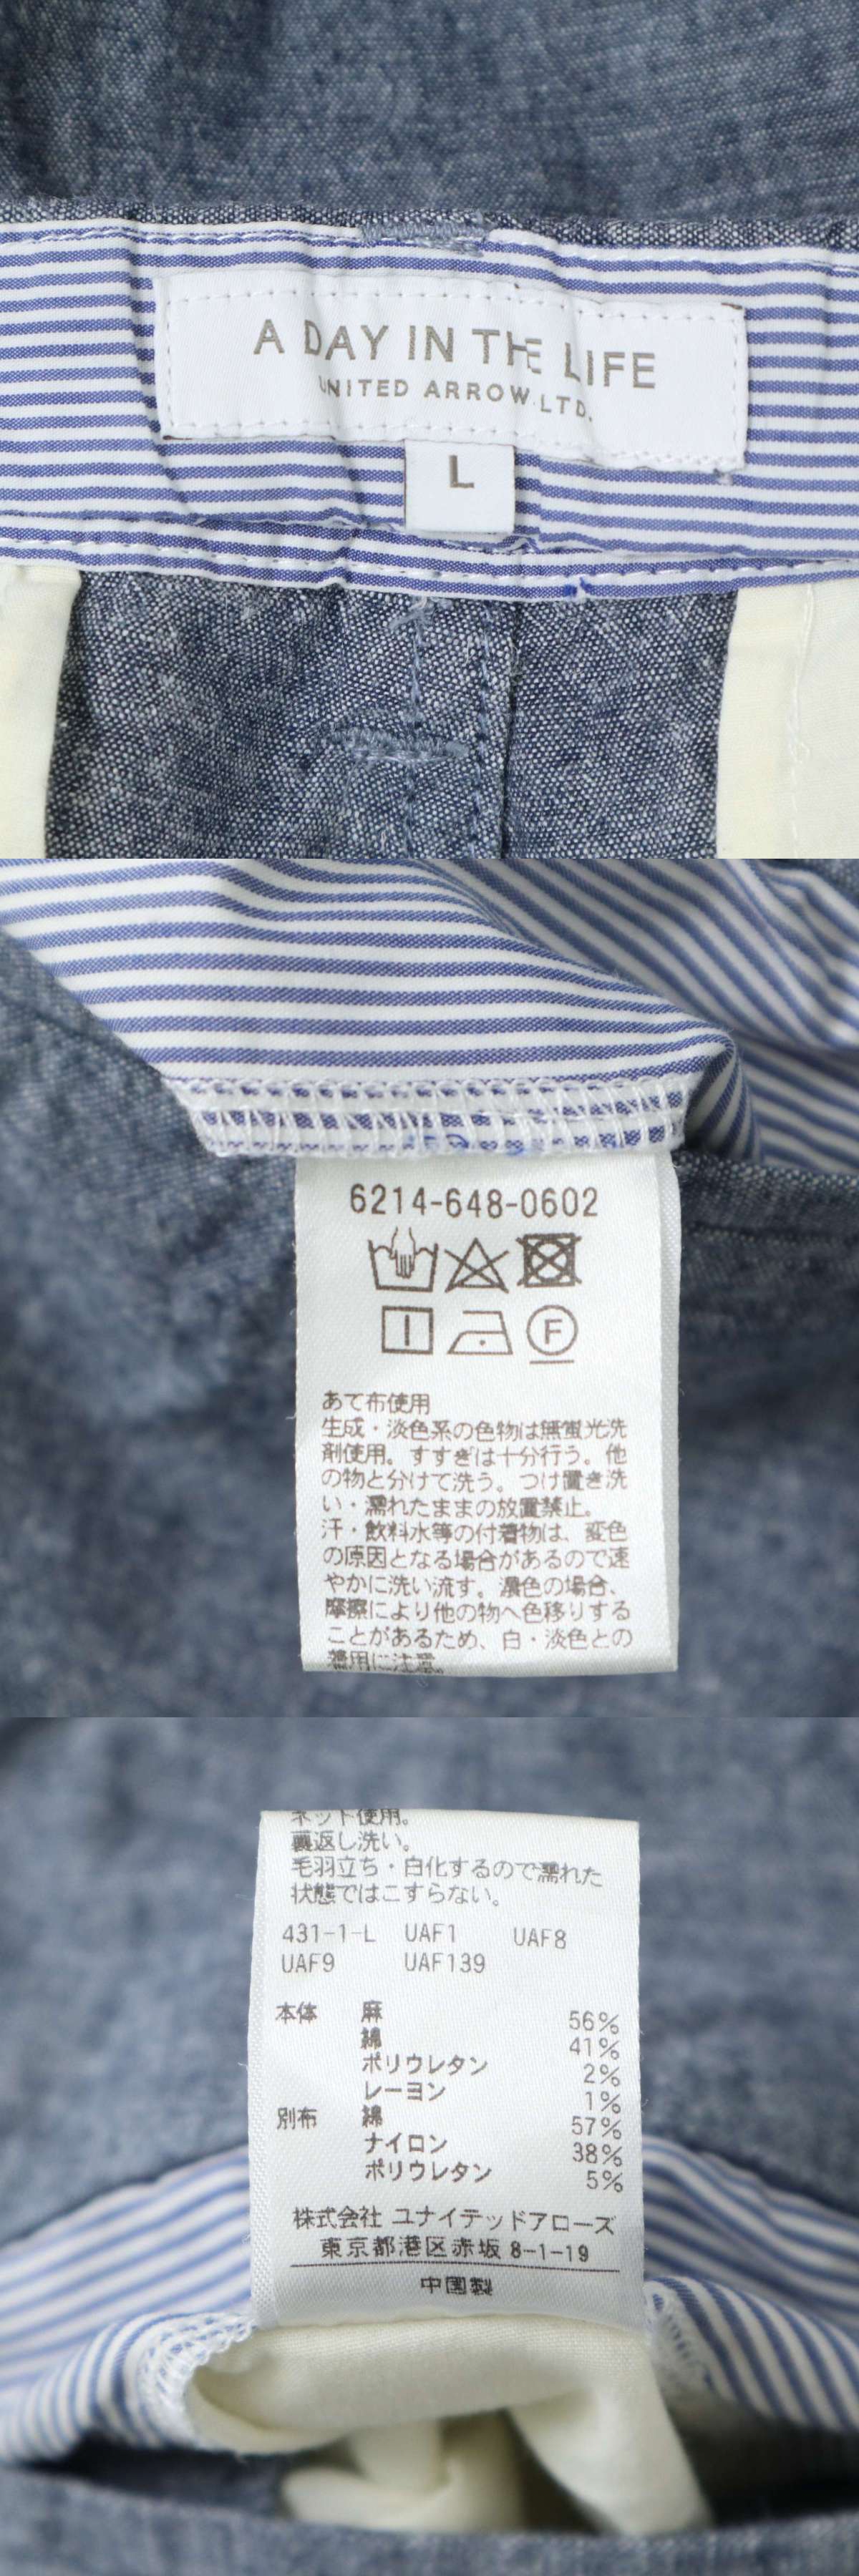 A DAY IN THE LIFE
UNITED ARROW LTD.
L
6214-648-0602
F
あて布使用
生成・淡色系の色物は無蛍光洗
剤使用。すすぎは十分行う。他
の物と分けて洗う。つけ置き洗
い・濡れたままの放置禁止。
汗・飲料水等の付着物は、変色
の原因となる場合があるので速
やかに洗い流す。濃色の場合、
摩擦により他の物へ色移りする
ことがあるため、白・淡色との
着用に注意。
ネット使用。
裏返し洗い。
毛羽立ち・白化するので濡れた
状態ではこすらない。
431-1-L UAF1 UAF8
UAF9 UAF139
本体 麻 56%
綿 41%
ポリウレタン 2%
レーヨン 1%
別布 綿 57%
ナイロン 38%
ポリウレタン 5%
株式会社 ユナイテッドアローズ
東京都港区赤坂 8-1-19
中国製